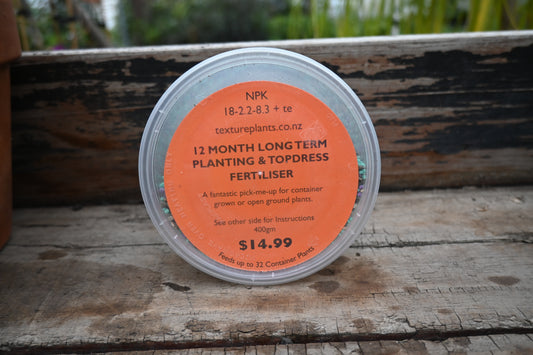 NPK
18-2.2-8.3 + te
textureplants.co.nz
12 MONTH LONG TERM
PLANTING & TOPDRESS
FERTILISER
A fantastic pick-me-up for container
grown or open ground plants.
See other side for Instructions
400gm
$14.99
Feeds up to 32 Container Plants